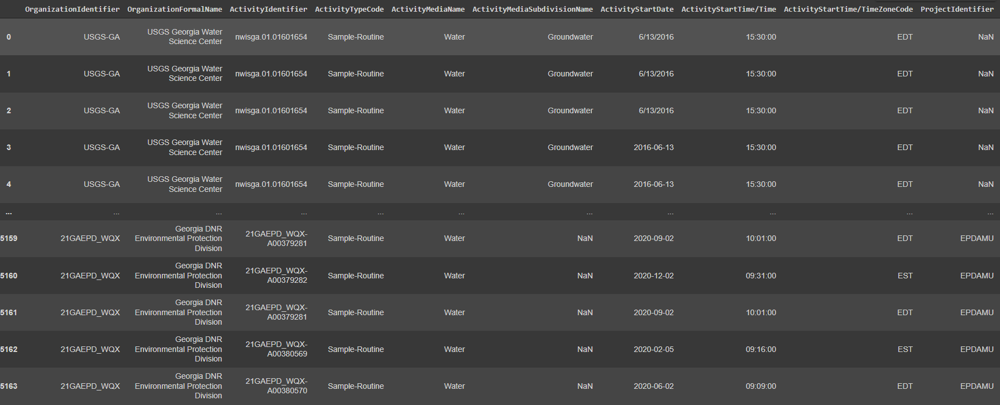 OrganizationIdentifier OrganizationFormalName ActivityIdentifier ActivityTypeCode ActivityMediaName ActivityMediaSubdivisionName ActivityStartDate ActivityStartTime/Time ActivityStartTime/TimeZoneCode ProjectIdentifier
0 USGS-GA USGS Georgia Water Science Center nwisga.01.01601654 Sample-Routine Water Groundwater 6/13/2016 15:30:00 EDT NaN
1 USGS-GA USGS Georgia Water Science Center nwisga.01.01601654 Sample-Routine Water Groundwater 6/13/2016 15:30:00 EDT NaN
2 USGS-GA USGS Georgia Water Science Center nwisga.01.01601654 Sample-Routine Water Groundwater 6/13/2016 15:30:00 EDT NaN
3 USGS-GA USGS Georgia Water Science Center nwisga.01.01601654 Sample-Routine Water Groundwater 2016-06-13 15:30:00 EDT NaN
4 USGS-GA USGS Georgia Water Science Center nwisga.01.01601654 Sample-Routine Water Groundwater 2016-06-13 15:30:00 EDT NaN
... ... ... ... ... ... ... ... ... ... ...
5159 21GAEPD_WQX Georgia DNR Environmental Protection Division 21GAEPD_WQX-A00379281 Sample-Routine Water NaN 2020-09-02 10:01:00 EDT EPDAMU
5160 21GAEPD_WQX Georgia DNR Environmental Protection Division 21GAEPD_WQX-A00379282 Sample-Routine Water NaN 2020-12-02 09:31:00 EST EPDAMU
5161 21GAEPD_WQX Georgia DNR Environmental Protection Division 21GAEPD_WQX-A00379281 Sample-Routine Water NaN 2020-09-02 10:01:00 EDT EPDAMU
5162 21GAEPD_WQX Georgia DNR Environmental Protection Division 21GAEPD_WQX-A00380569 Sample-Routine Water NaN 2020-02-05 09:16:00 EST EPDAMU
5163 21GAEPD_WQX Georgia DNR Environmental Protection Division 21GAEPD_WQX-A00380570 Sample-Routine Water NaN 2020-06-02 09:09:00 EDT EPDAMU